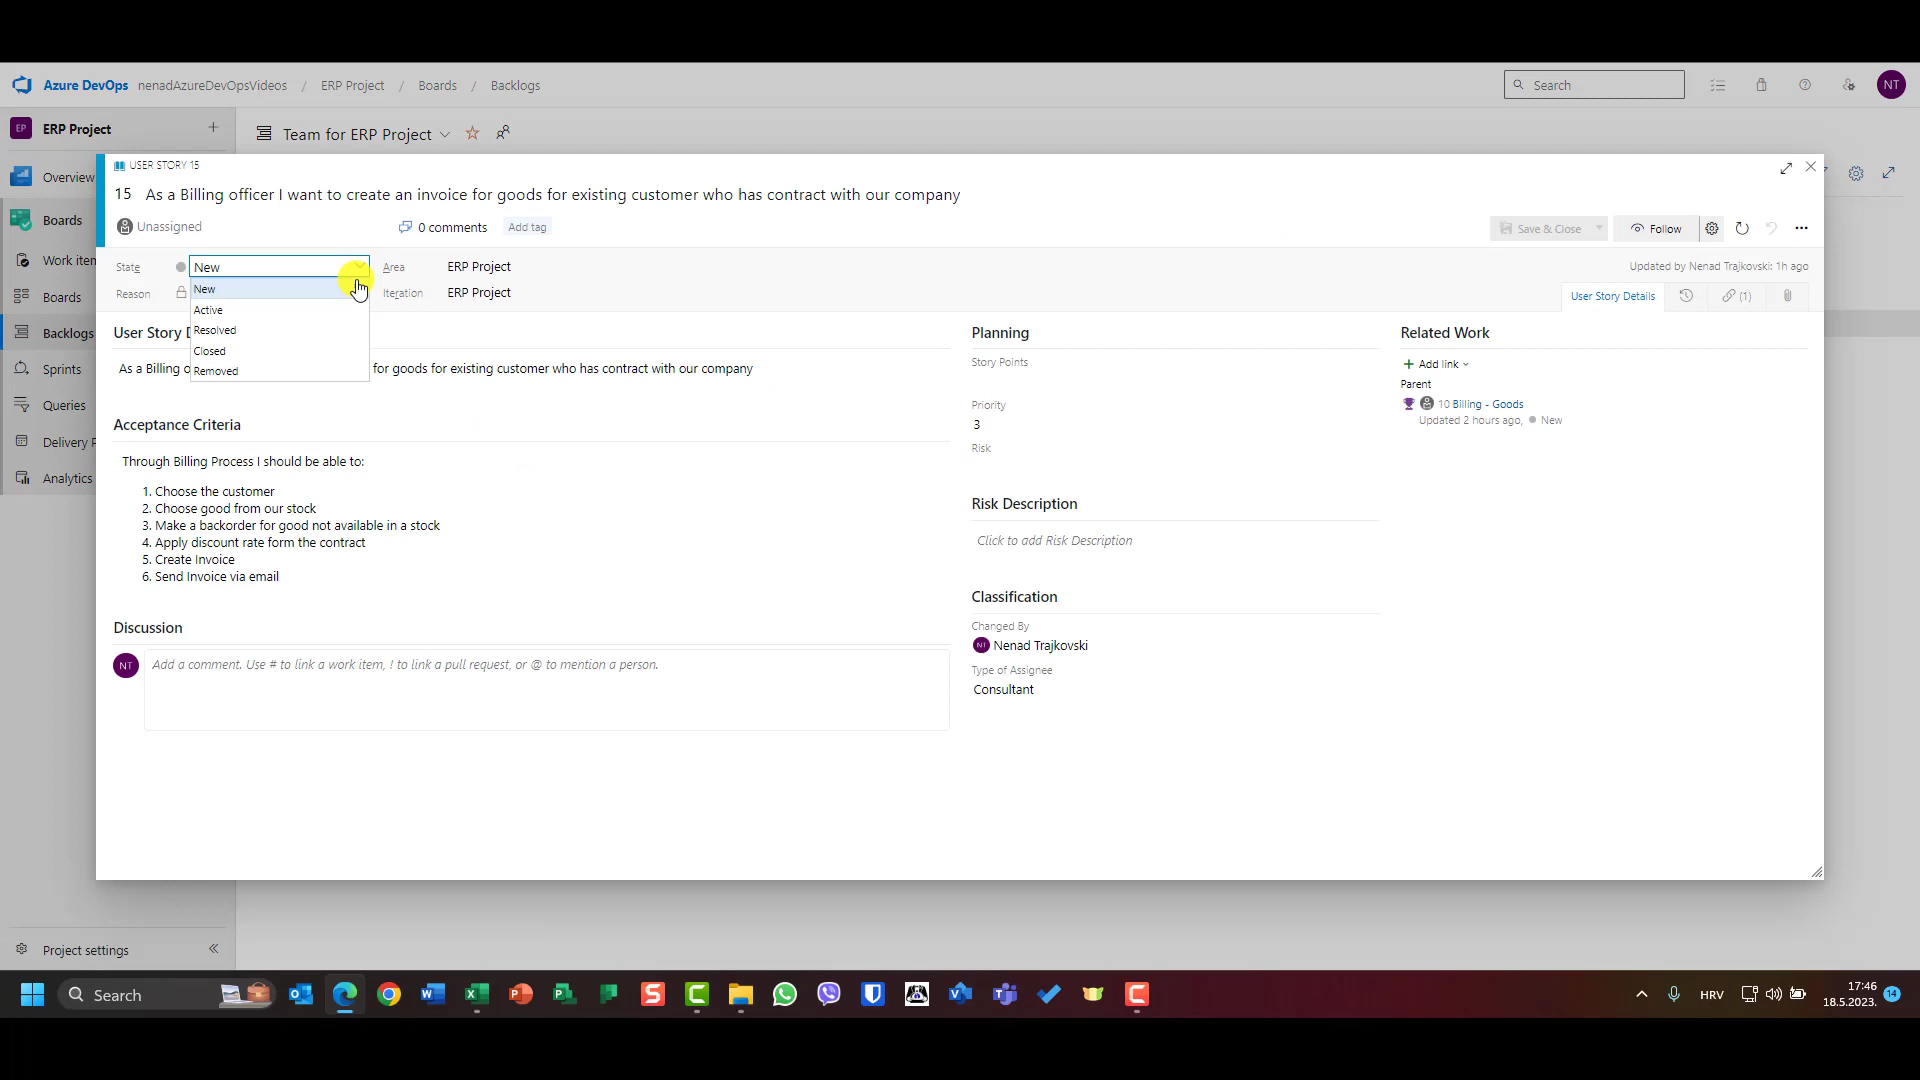 Azure DevOps nenadAzureDevOpsVideos / ERP Project / Boards / Backlogs
Search
NT
EP ERP Project +
Team for ERP Project
Overview
Boards
Work item
Boards
Backlogs
Sprints
Queries
Delivery P
Analytics
Project settings
USER STORY 15
15 As a Billing officer I want to create an invoice for goods for existing customer who has contract with our company
Unassigned
0 comments
Add tag
Save & Close
Follow
State
New
Area
ERP Project
Updated by Nenad Trajkovski: 1h ago
Reason
Iteration
ERP Project
User Story Details
(1)
New
Active
Resolved
Closed
Removed
User Story D
As a Billing o
for goods for existing customer who has contract with our company
Acceptance Criteria
Through Billing Process I should be able to:
1. Choose the customer
2. Choose good from our stock
3. Make a backorder for good not available in a stock
4. Apply discount rate form the contract
5. Create Invoice
6. Send Invoice via email
Discussion
NT
Add a comment. Use # to link a work item, ! to link a pull request, or @ to mention a person.
Planning
Story Points
Priority
3
Risk
Risk Description
Click to add Risk Description
Classification
Changed By
NT Nenad Trajkovski
Type of Assignee
Consultant
Related Work
+ Add link
Parent
10 Billing - Goods
Updated 2 hours ago, New
Search
HRV
17:46
18.5.2023.
14